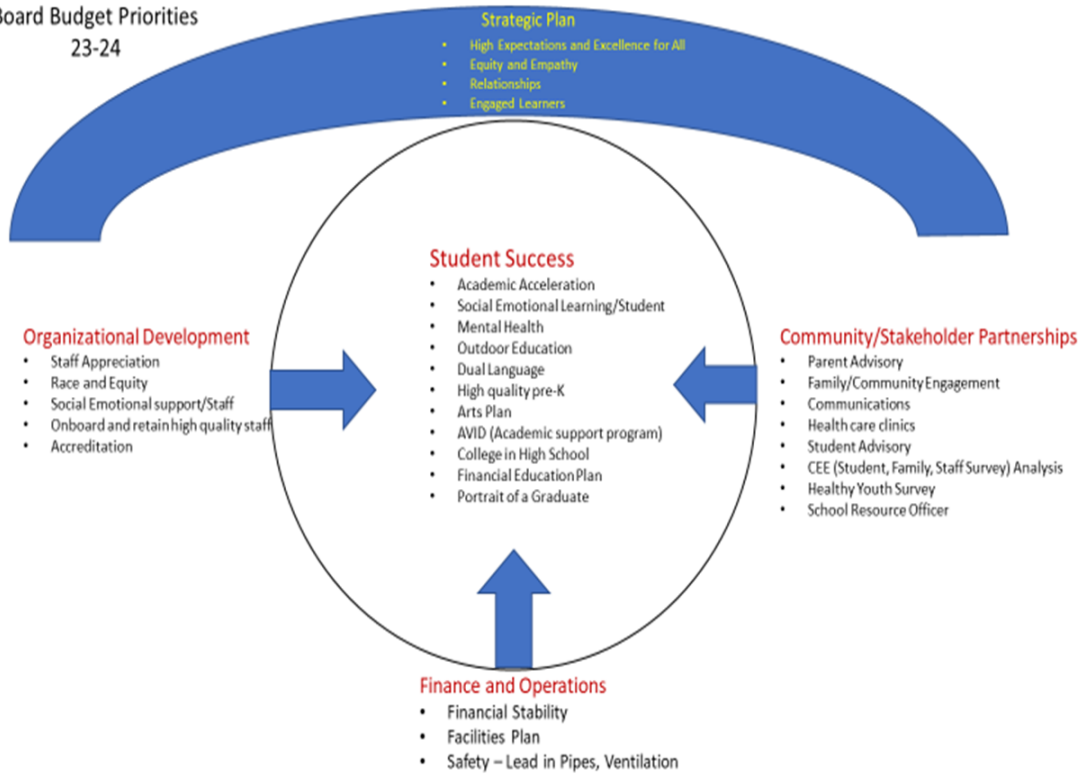 Board Budget Priorities
23-24
Strategic Plan
• High Expectations and Excellence for All
• Equity and Empathy
• Relationships
• Engaged Learners
Student Success
• Academic Acceleration
• Social Emotional Learning/Student
• Mental Health
• Outdoor Education
• Dual Language
• High quality pre-K
• Arts Plan
• AVID (Academic support program)
• College in High School
• Financial Education Plan
• Portrait of a Graduate
Organizational Development
• Staff Appreciation
• Race and Equity
• Social Emotional support/Staff
• Onboard and retain high quality staff
• Accreditation
Community/Stakeholder Partnerships
• Parent Advisory
• Family/Community Engagement
• Communications
• Health care clinics
• Student Advisory
• CEE (Student, Family, Staff Survey) Analysis
• Healthy Youth Survey
• School Resource Officer
Finance and Operations
• Financial Stability
• Facilities Plan
• Safety – Lead in Pipes, Ventilation